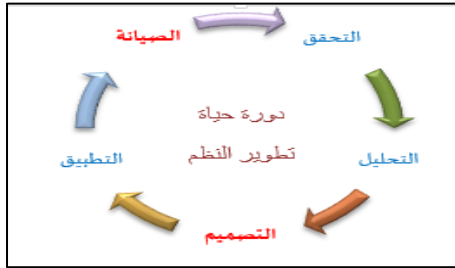 الصيانة
التحقق
دورة حياة
تطوير النظم
التطبيق
التحليل
التصميم